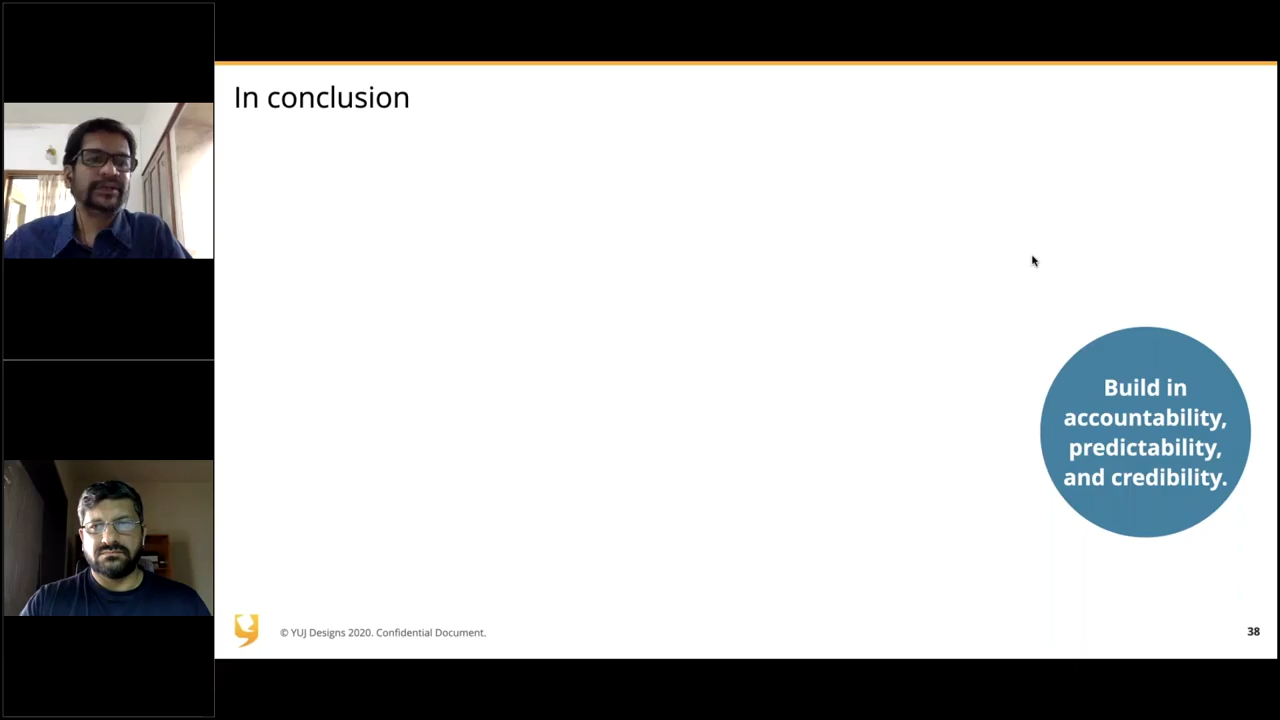 In conclusion
Build in
accountability,
predictability,
and credibility.
© YUJ Designs 2020. Confidential Document.
38